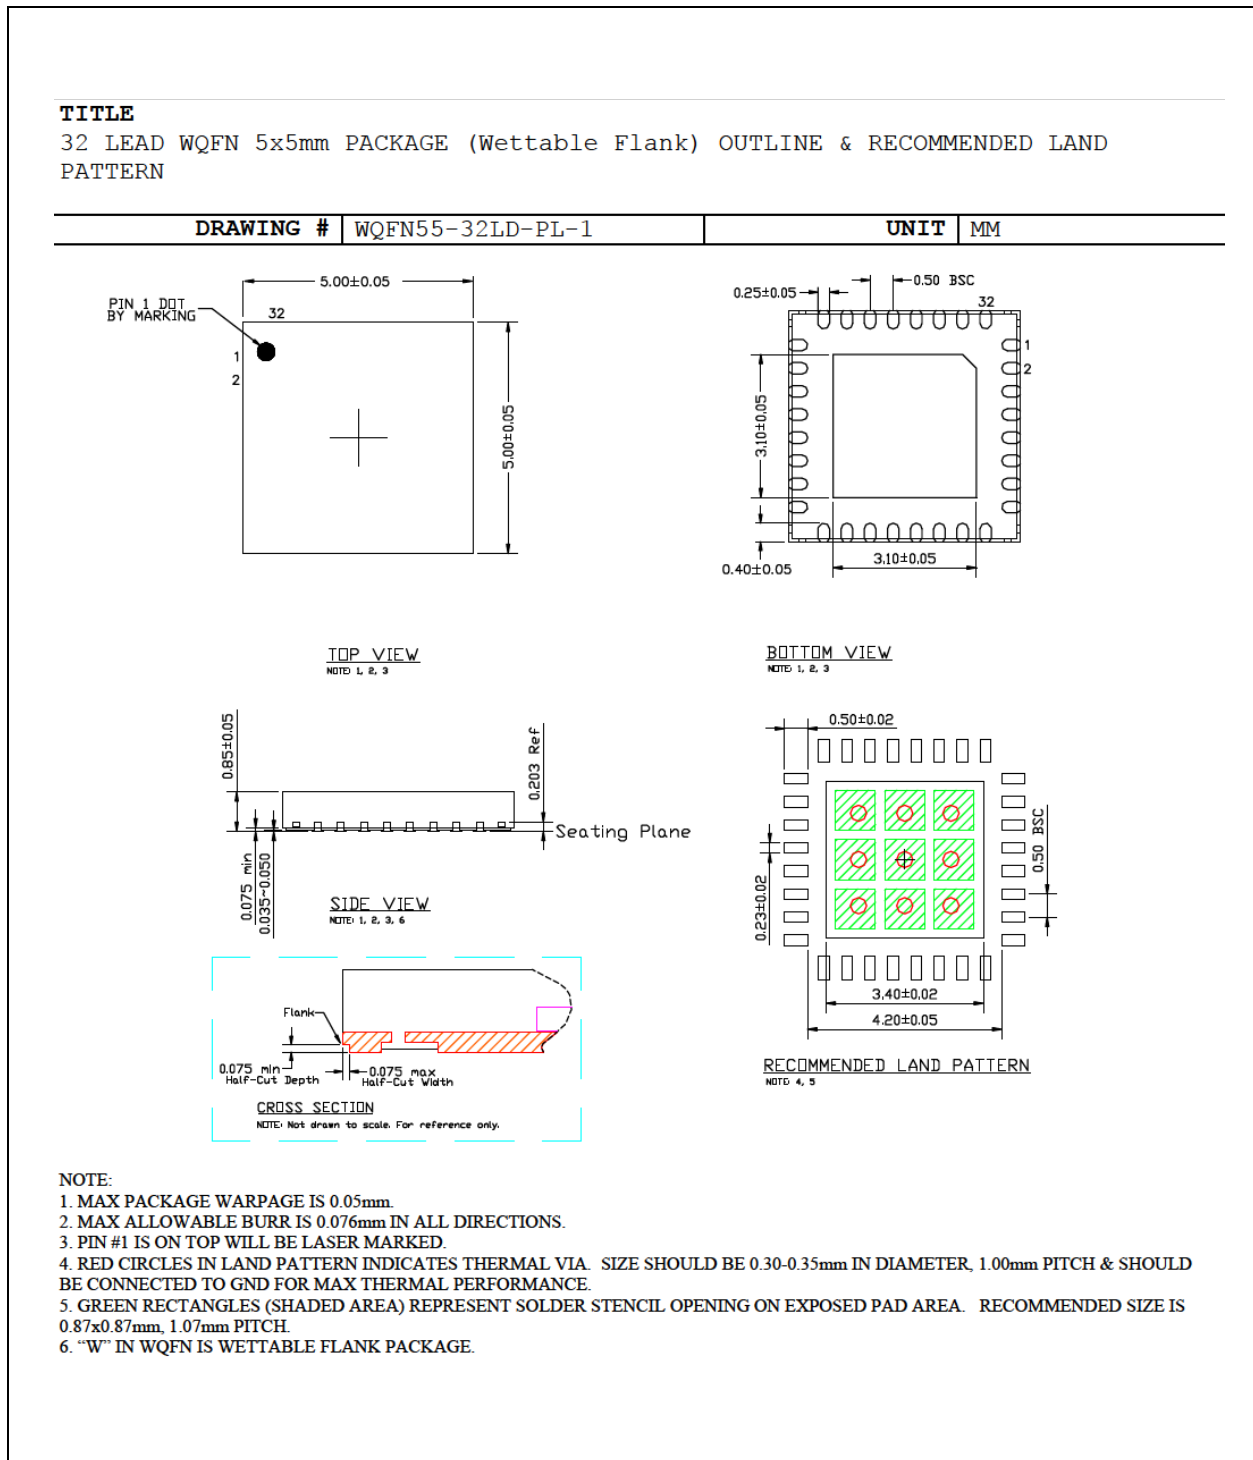 TITLE
32 LEAD WQFN 5x5mm PACKAGE (Wettable Flank) OUTLINE & RECOMMENDED LAND
PATTERN
DRAWING # WQFN55-32LD-PL-1 UNIT MM
5.00±0.05
PIN 1 DOT
BY MARKING
32
1
2
5.00±0.05
TOP VIEW
NOTE: 1, 2, 3
0.50 BSC
0.25±0.05
32
1
2
3.10±0.05
0.40±0.05
3.10±0.05
BOTTOM VIEW
NOTE: 1, 2, 3
0.85±0.05
0.203 Ref
Seating Plane
0.075 min
0.035~0.050
SIDE VIEW
NOTE: 1, 2, 3, 6
Flank
0.075 min
Half-Cut Depth
0.075 max
Half-Cut Width
CROSS SECTION
NOTE: Not drawn to scale. For reference only.
0.50±0.02
0.50 BSC
0.23±0.02
3.40±0.02
4.20±0.05
RECOMMENDED LAND PATTERN
NOTE: 4, 5
NOTE:
1. MAX PACKAGE WARPAGE IS 0.05mm.
2. MAX ALLOWABLE BURR IS 0.076mm IN ALL DIRECTIONS.
3. PIN #1 IS ON TOP WILL BE LASER MARKED.
4. RED CIRCLES IN LAND PATTERN INDICATES THERMAL VIA. SIZE SHOULD BE 0.30-0.35mm IN DIAMETER, 1.00mm PITCH & SHOULD
BE CONNECTED TO GND FOR MAX THERMAL PERFORMANCE.
5. GREEN RECTANGLES (SHADED AREA) REPRESENT SOLDER STENCIL OPENING ON EXPOSED PAD AREA. RECOMMENDED SIZE IS
0.87x0.87mm, 1.07mm PITCH.
6. “W” IN WQFN IS WETTABLE FLANK PACKAGE.